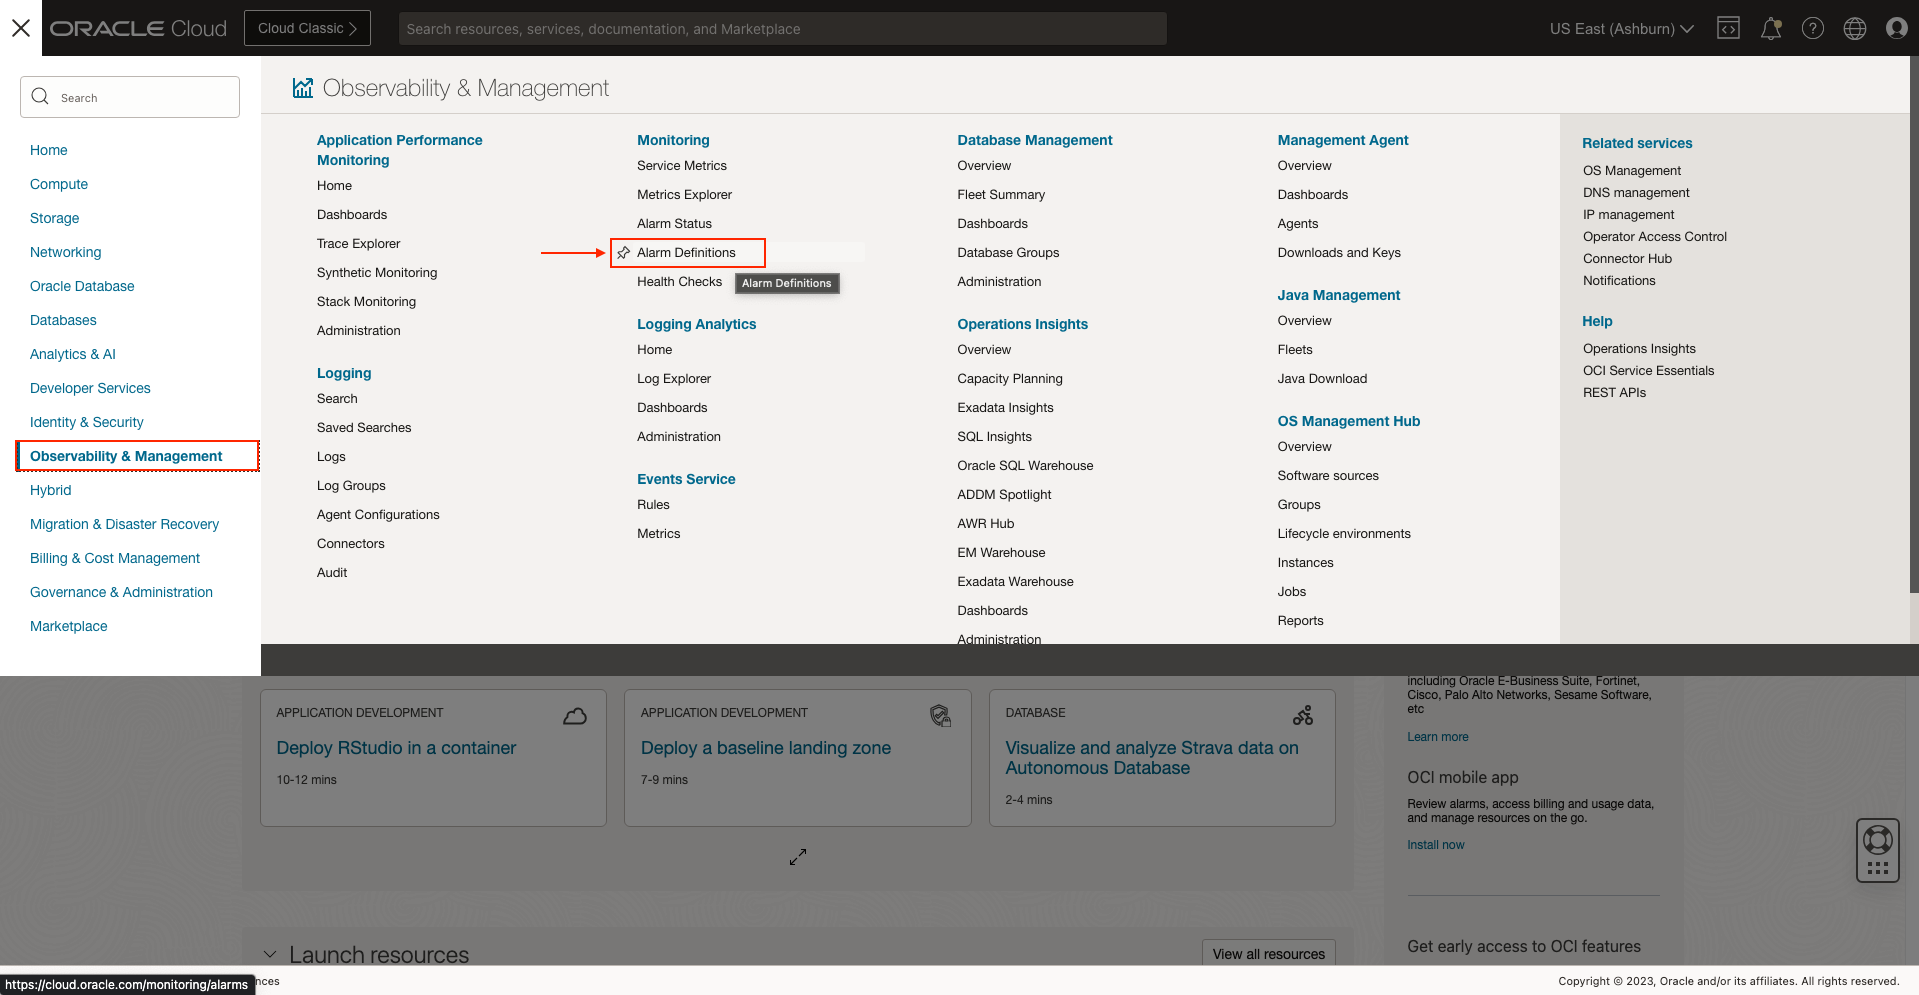 ORACLE Cloud
Cloud Classic
Search resources, services, documentation, and Marketplace
US East (Ashburn)
Search
Home
Compute
Storage
Networking
Oracle Database
Databases
Analytics & AI
Developer Services
Identity & Security
Observability & Management
Hybrid
Migration & Disaster Recovery
Billing & Cost Management
Governance & Administration
Marketplace
Observability & Management
Application Performance
Monitoring
Home
Dashboards
Trace Explorer
Synthetic Monitoring
Stack Monitoring
Administration
Logging
Search
Saved Searches
Logs
Log Groups
Agent Configurations
Connectors
Audit
Monitoring
Service Metrics
Metrics Explorer
Alarm Status
Alarm Definitions
Health Checks
Alarm Definitions
Logging Analytics
Home
Log Explorer
Dashboards
Administration
Events Service
Rules
Metrics
Database Management
Overview
Fleet Summary
Dashboards
Database Groups
Administration
Operations Insights
Overview
Capacity Planning
Exadata Insights
SQL Insights
Oracle SQL Warehouse
ADDM Spotlight
AWR Hub
EM Warehouse
Exadata Warehouse
Dashboards
Administration
Management Agent
Overview
Dashboards
Agents
Downloads and Keys
Java Management
Overview
Fleets
Java Download
OS Management Hub
Overview
Software sources
Groups
Lifecycle environments
Instances
Jobs
Reports
Related services
OS Management
DNS management
IP management
Operator Access Control
Connector Hub
Notifications
Help
Operations Insights
OCI Service Essentials
REST APIs
APPLICATION DEVELOPMENT
Deploy RStudio in a container
10-12 mins
APPLICATION DEVELOPMENT
Deploy a baseline landing zone
7-9 mins
DATABASE
Visualize and analyze Strava data on
Autonomous Database
2-4 mins
including Oracle E-Business Suite, Fortinet,
Cisco, Palo Alto Networks, Sesame Software,
etc
Learn more
OCI mobile app
Review alarms, access billing and usage data,
and manage resources on the go.
Install now
Launch resources
View all resources
Get early access to OCI features
https://cloud.oracle.com/monitoring/alarms
nces
Copyright © 2023, Oracle and/or its affiliates. All rights reserved.